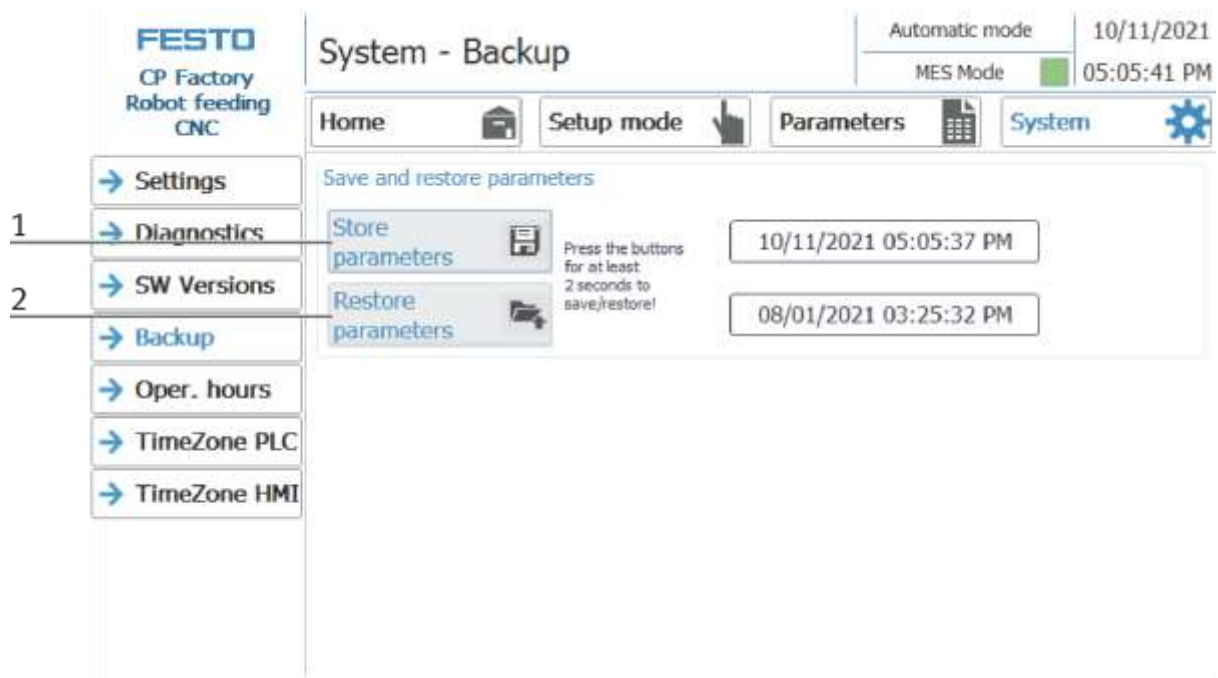 FESTO
CP Factory
Robot feeding
CNC
System - Backup
Automatic mode
MES Mode
10/11/2021
05:05:41 PM
Home
Setup mode
Parameters
System
Settings
Diagnostics
SW Versions
Backup
Oper. hours
TimeZone PLC
TimeZone HMI
1
2
Save and restore parameters
Store
parameters
Press the buttons
for at least
2 seconds to
save/restore!
10/11/2021 05:05:37 PM
Restore
parameters
08/01/2021 03:25:32 PM